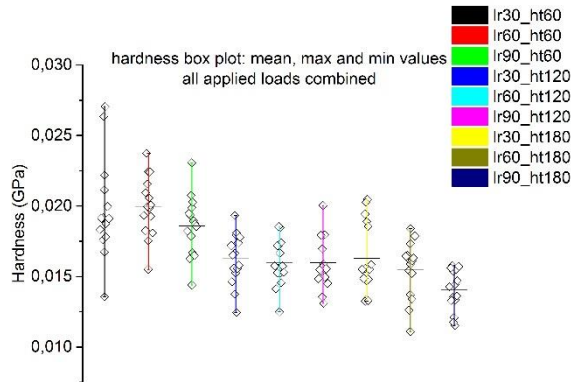 hardness box plot: mean, max and min values
all applied loads combined
lr30_ht60
lr60_ht60
lr90_ht60
lr30_ht120
lr60_ht120
lr90_ht120
lr30_ht180
lr60_ht180
lr90_ht180
Hardness (GPa)
0,030
0,025
0,020
0,015
0,010